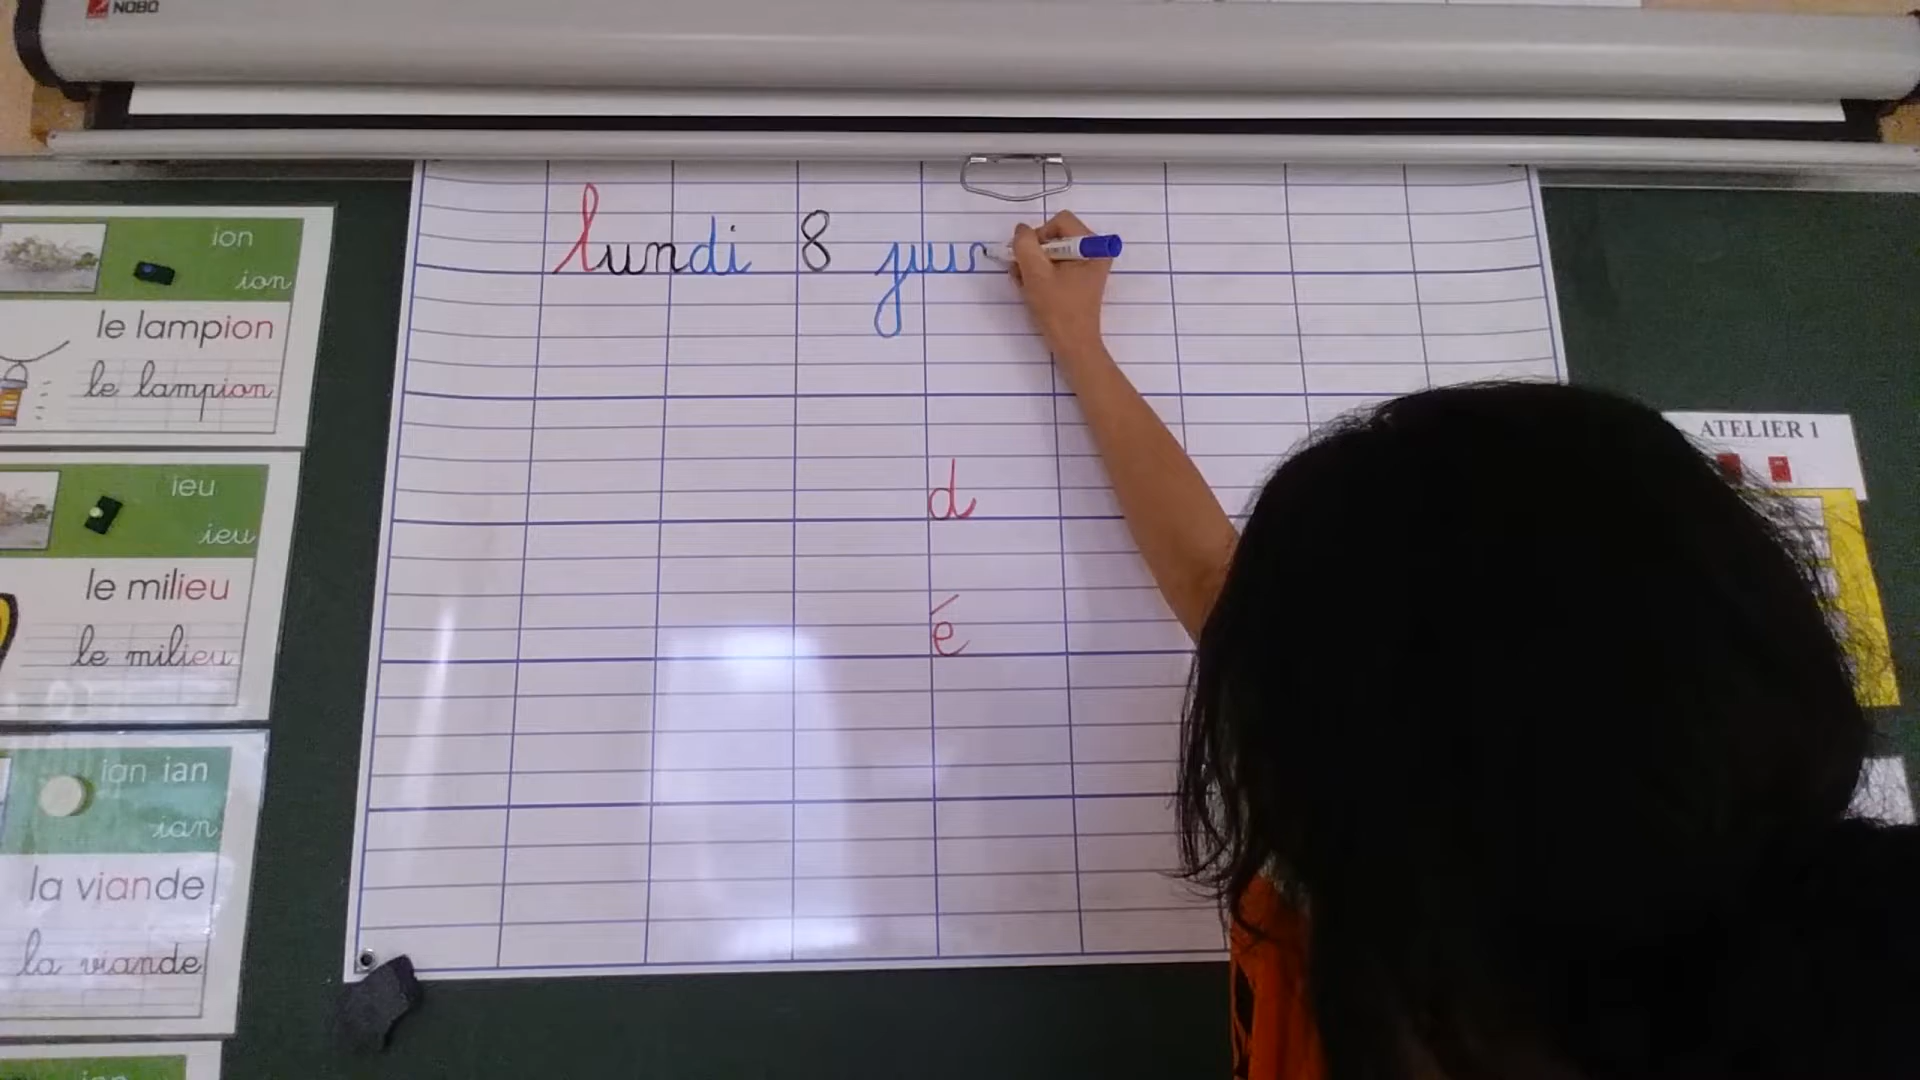 NOBO
lundi 8 juin
d
é
ion
ion
le lampion
le lampion
ieu
ieu
le milieu
le milieu
ian ian
ian
la viande
la viande
ATELIER 1